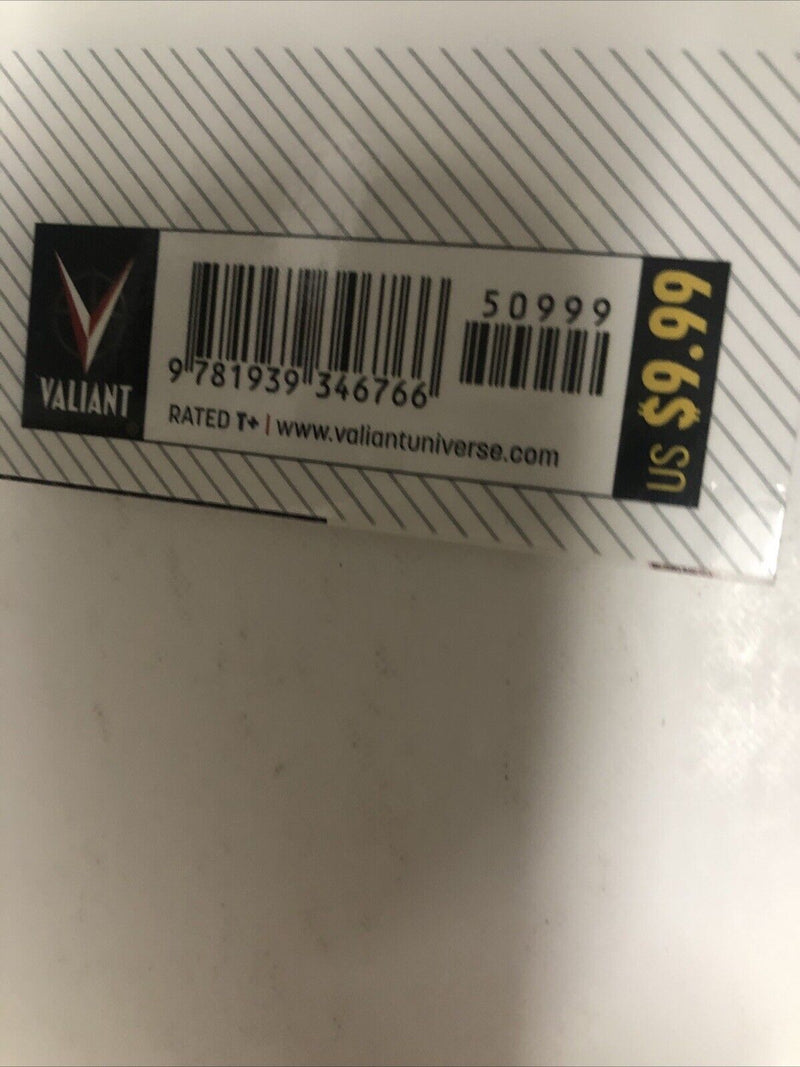 VALIANT
50999
9 781939 346766
RATED T+ | www.valiantuniverse.com
US $9.99